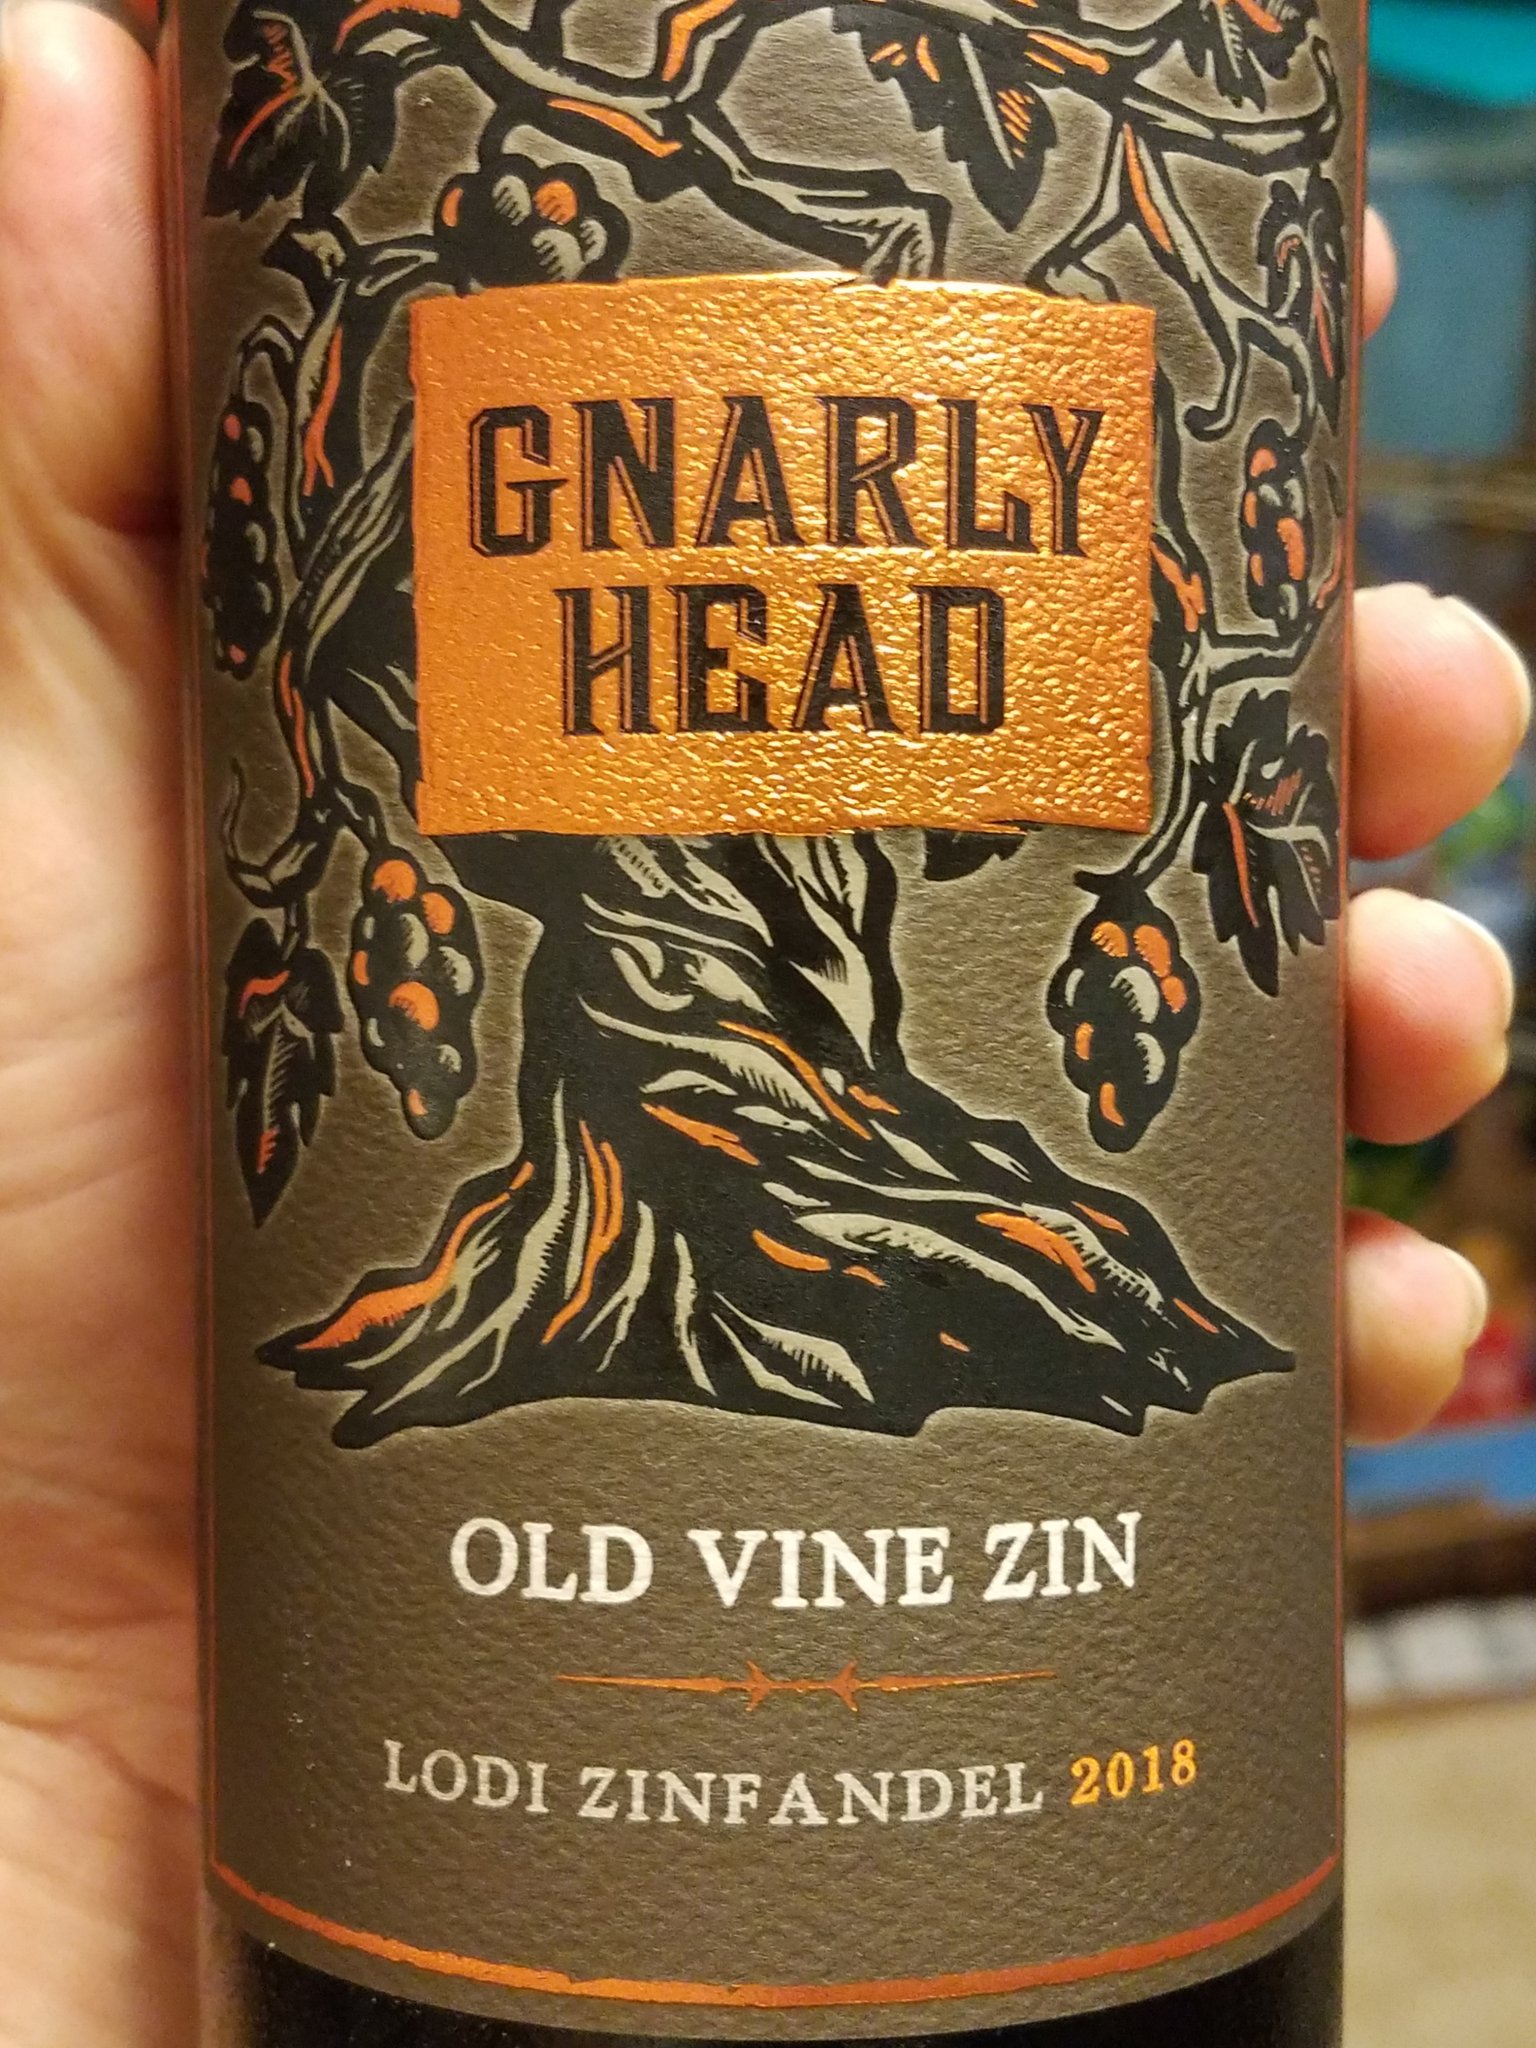 GNARLY
HEAD
OLD VINE ZIN
LODI ZINFANDEL 2018